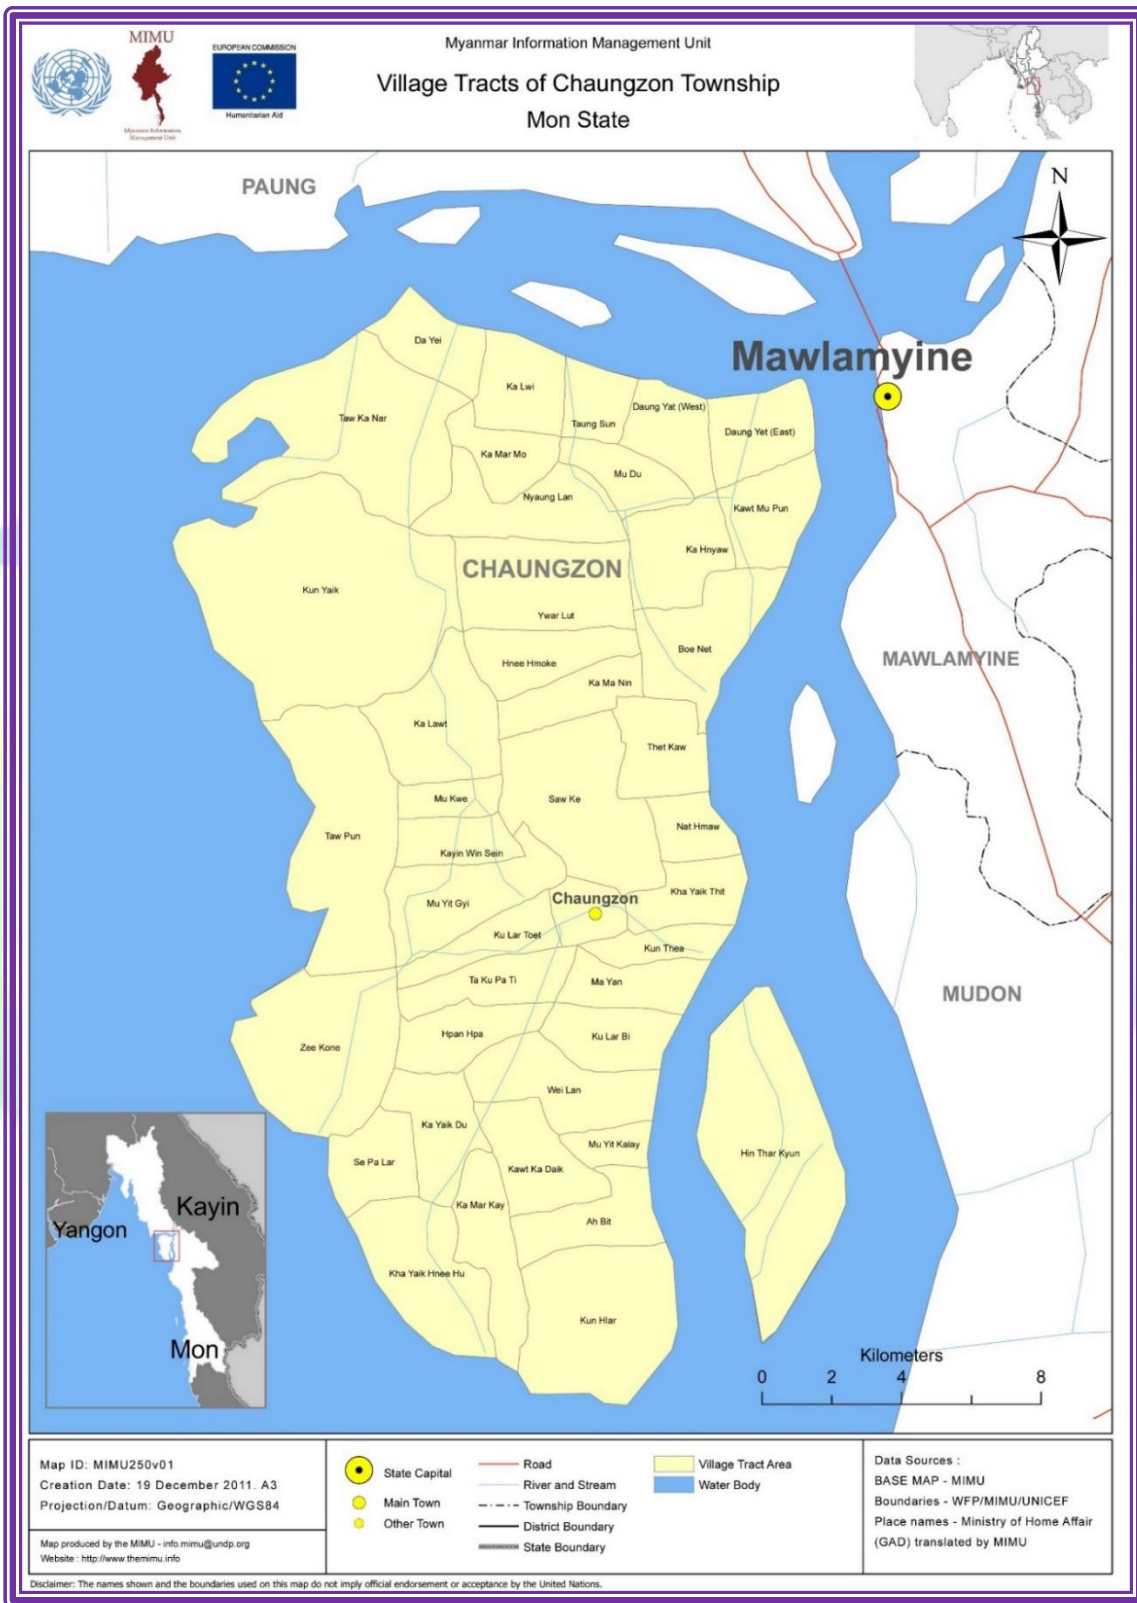 MIMU
Myanmar Information
Management Unit
EUROPEAN COMMISSION
Humanitarian Aid
Myanmar Information Management Unit
Village Tracts of Chaungzon Township
Mon State
PAUNG
N
Mawlamyine
Da Yei
Ka Lwi
Taw Ka Nar
Taung Sun
Daung Yat (West)
Daung Yet (East)
Ka Mar Mo
Mu Du
Nyaung Lan
Kawt Mu Pun
Ka Hnyaw
CHAUNGZON
Kun Yaik
Ywar Lut
Boe Net
MAWLAMYINE
Hnee Hmoke
Ka Ma Nin
Ka Lawt
Thet Kaw
Mu Kwe
Saw Ke
Taw Pun
Nat Hmaw
Kayin Win Sein
Kha Yaik Thit
Mu Yit Gyi
Chaungzon
Ku Lar Toet
Kun Thea
Ta Ku Pa Ti
Ma Yan
MUDON
Hpan Hpa
Ku Lar Bi
Zee Kone
Wei Lan
Ka Yaik Du
Mu Yit Kalay
Hin Thar Kyun
Se Pa Lar
Kawt Ka Daik
Ka Mar Kay
Ah Bit
Kha Yaik Hnee Hu
Kun Hlar
Kayin
Yangon
Mon
Kilometers
0 2 4 8
Map ID: MIMU250v01
Creation Date: 19 December 2011. A3
Projection/Datum: Geographic/WGS84
Map produced by the MIMU - info.mimu@undp.org
Website : http://www.themimu.info
State Capital
Main Town
Other Town
Road
River and Stream
Township Boundary
District Boundary
State Boundary
Village Tract Area
Water Body
Data Sources :
BASE MAP - MIMU
Boundaries - WFP/MIMU/UNICEF
Place names - Ministry of Home Affair
(GAD) translated by MIMU
Disclaimer: The names shown and the boundaries used on this map do not imply official endorsement or acceptance by the United Nations.